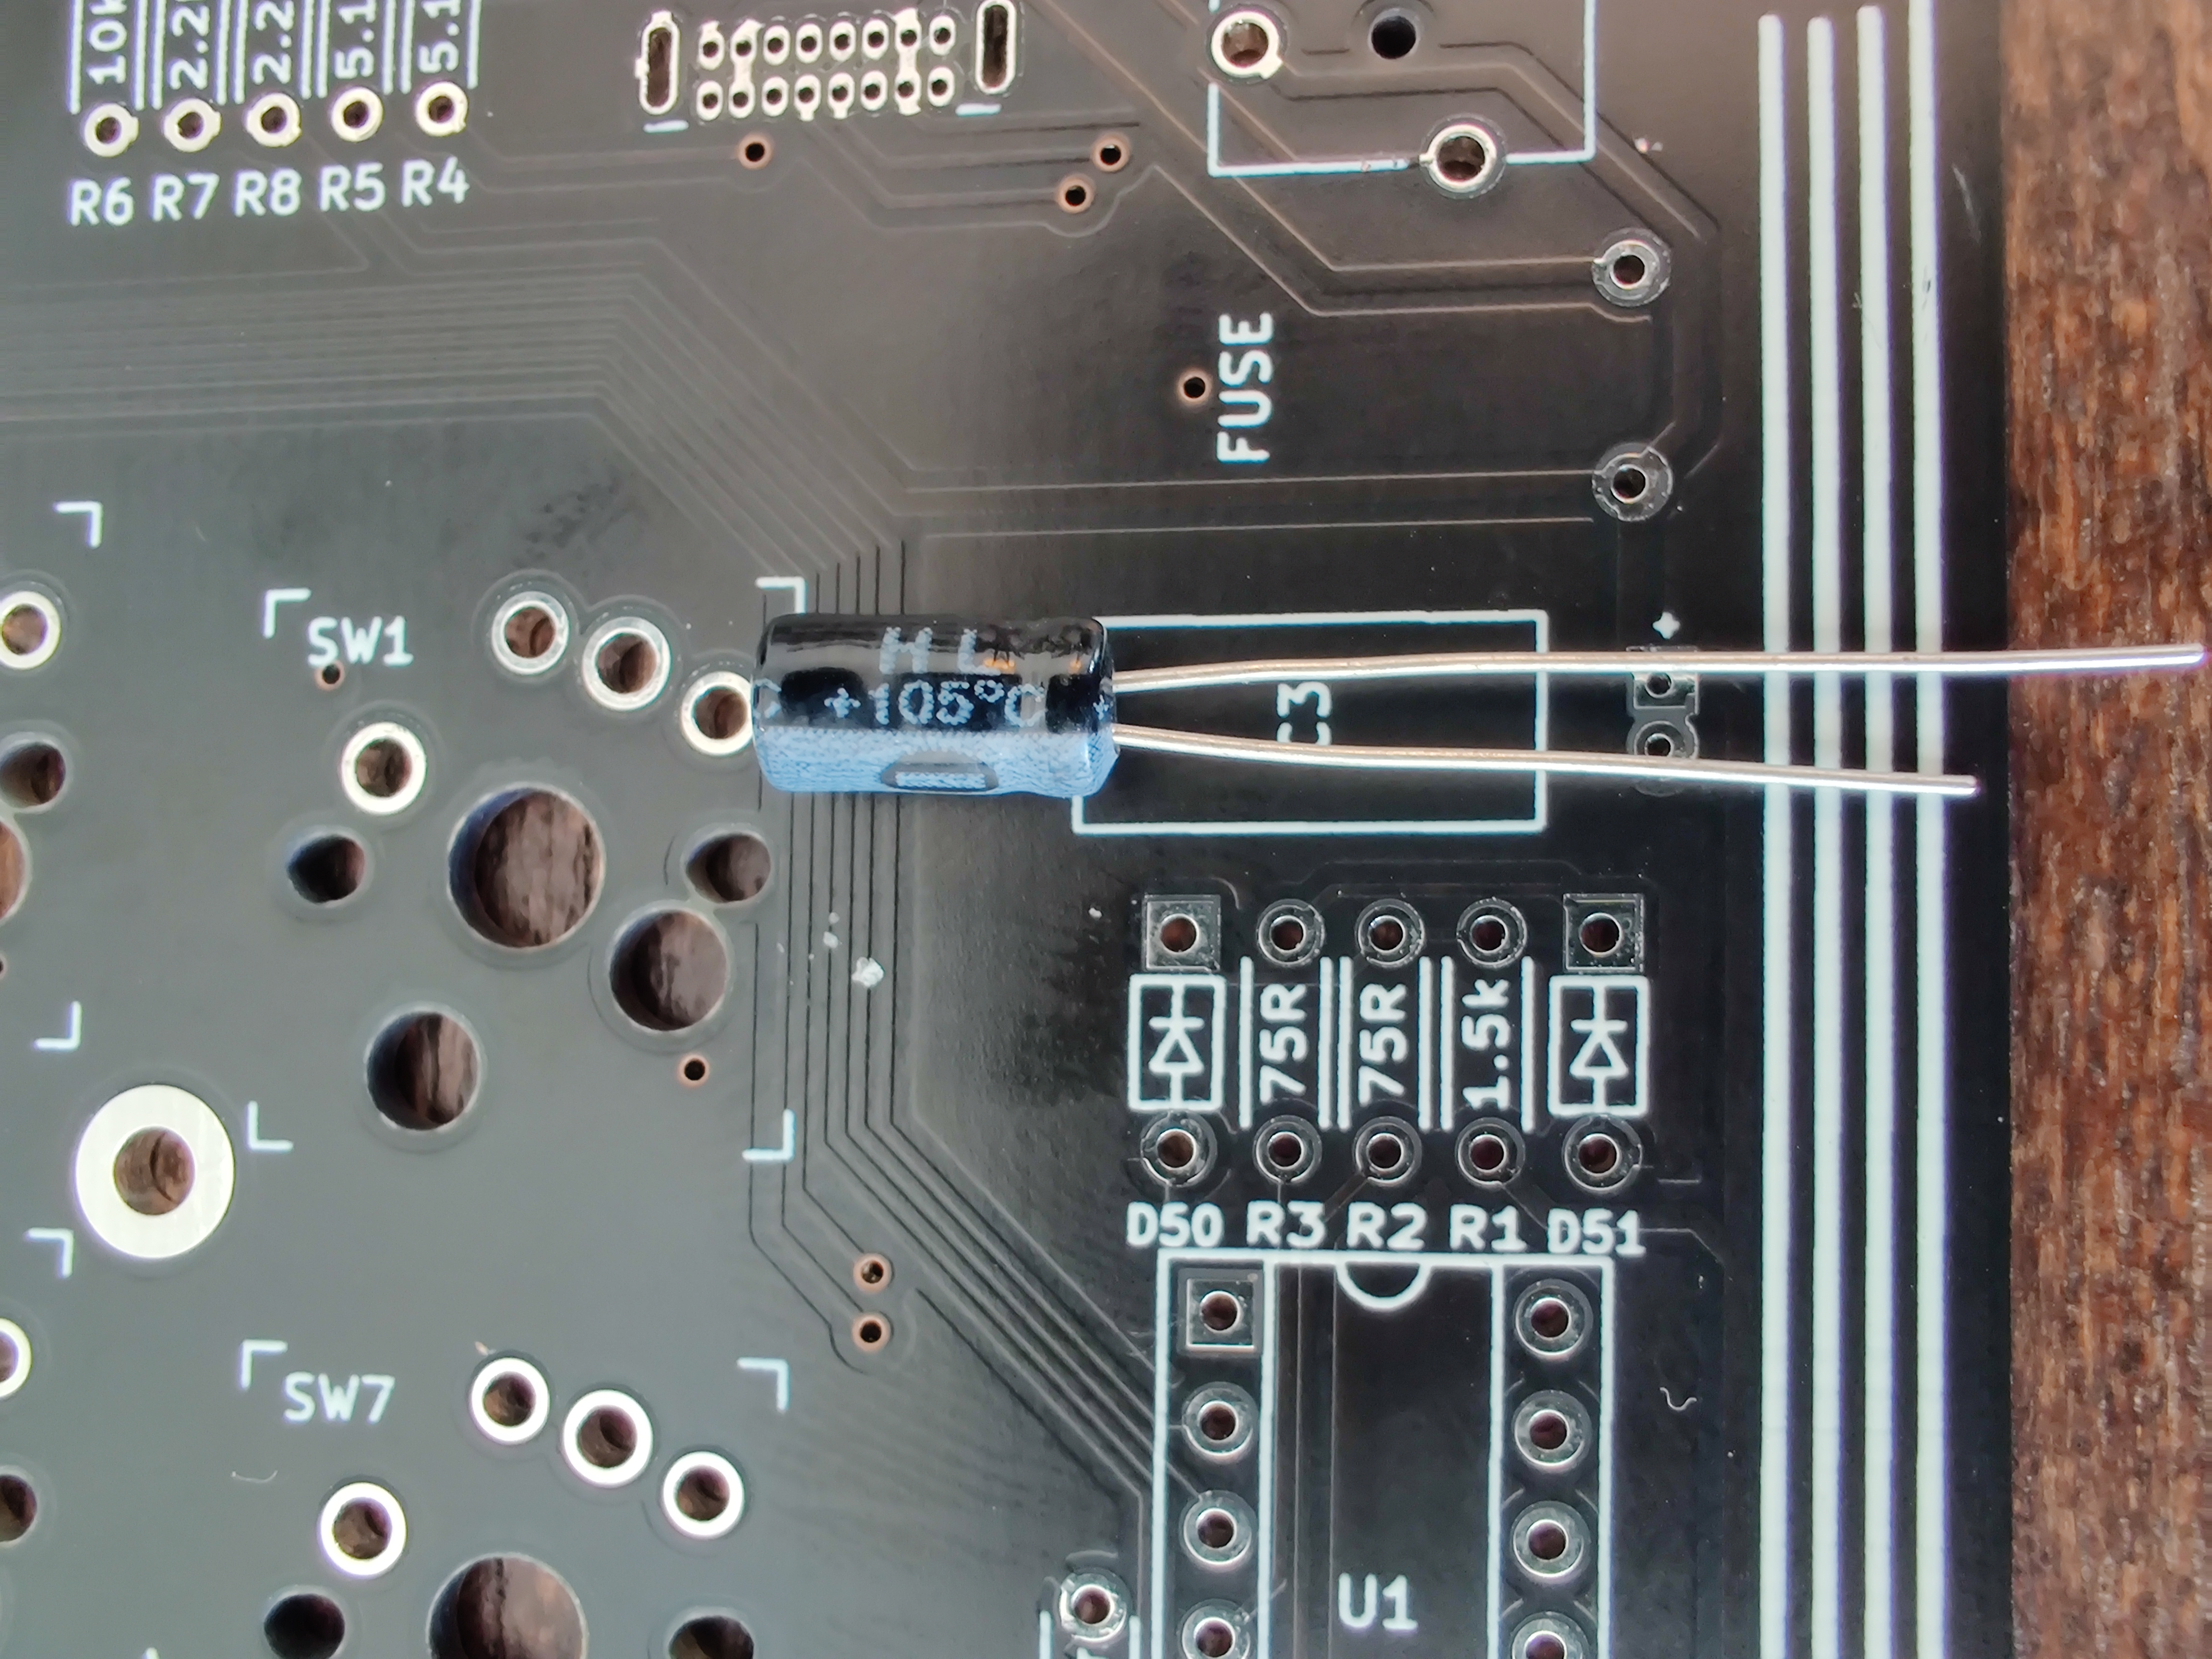 R6
10k
R7
2.2
R8
2.2
R5
5.1
R4
5.1
SW7
SW1
+105°C
D50
R3
75R
R2
75R
R1
1.5k
D51
U1
C3
+
FUSE